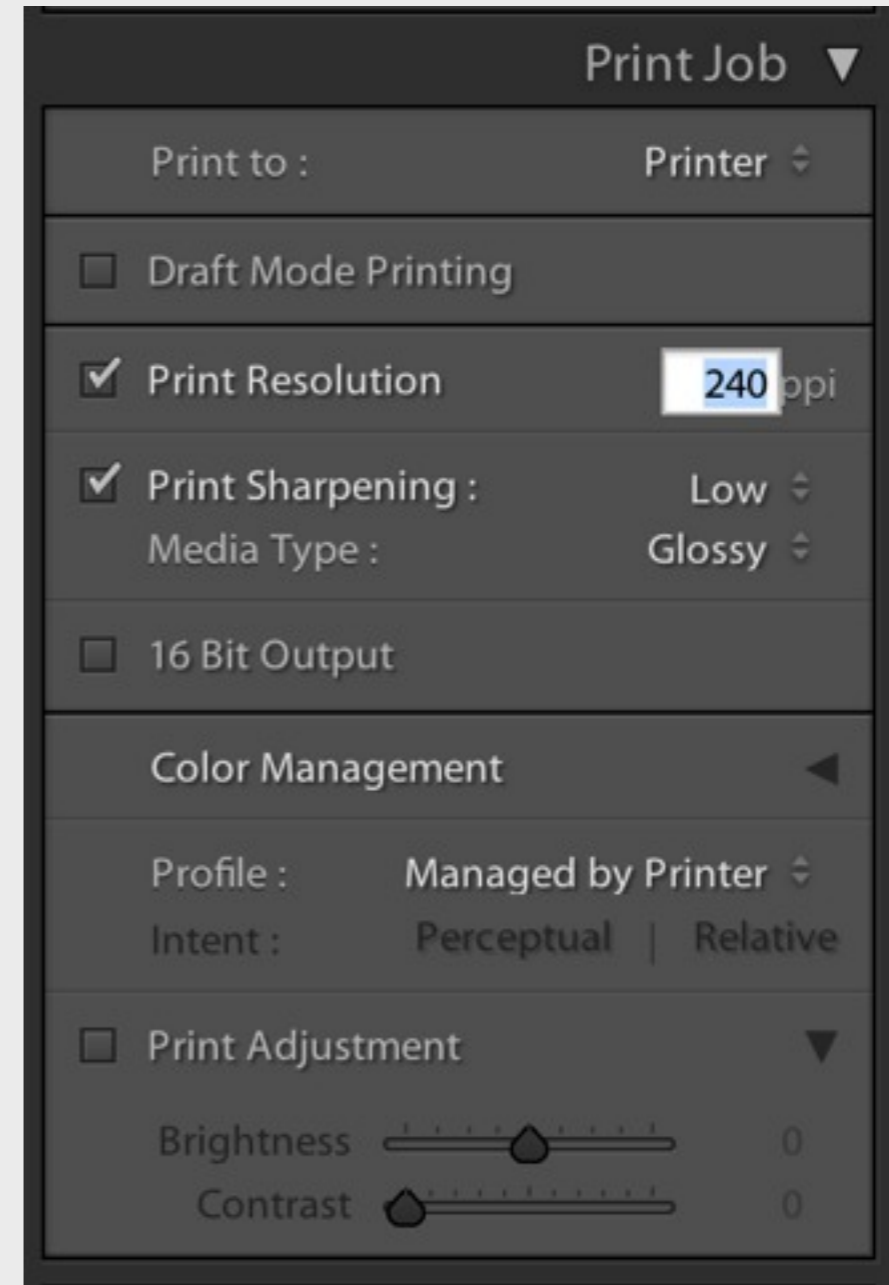 Print Job
Print to : Printer
Draft Mode Printing
Print Resolution 240 ppi
Print Sharpening : Low
Media Type : Glossy
16 Bit Output
Color Management
Profile : Managed by Printer
Intent : Perceptual | Relative
Print Adjustment
Brightness 0
Contrast 0